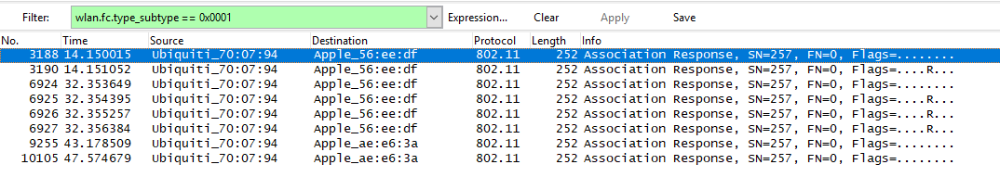 Filter: wlan.fc.type_subtype == 0x0001 Expression... Clear Apply Save
No. Time Source Destination Protocol Length Info
3188 14.150015 Ubiquiti_70:07:94 Apple_56:ee:df 802.11 252 Association Response, SN=257, FN=0, Flags=........
3190 14.151052 Ubiquiti_70:07:94 Apple_56:ee:df 802.11 252 Association Response, SN=257, FN=0, Flags=....R...
6924 32.353649 Ubiquiti_70:07:94 Apple_56:ee:df 802.11 252 Association Response, SN=257, FN=0, Flags=........
6925 32.354395 Ubiquiti_70:07:94 Apple_56:ee:df 802.11 252 Association Response, SN=257, FN=0, Flags=....R...
6926 32.355257 Ubiquiti_70:07:94 Apple_56:ee:df 802.11 252 Association Response, SN=257, FN=0, Flags=....R...
6927 32.356384 Ubiquiti_70:07:94 Apple_56:ee:df 802.11 252 Association Response, SN=257, FN=0, Flags=....R...
9255 43.178509 Ubiquiti_70:07:94 Apple_ae:e6:3a 802.11 252 Association Response, SN=257, FN=0, Flags=........
10105 47.574679 Ubiquiti_70:07:94 Apple_ae:e6:3a 802.11 252 Association Response, SN=257, FN=0, Flags=........